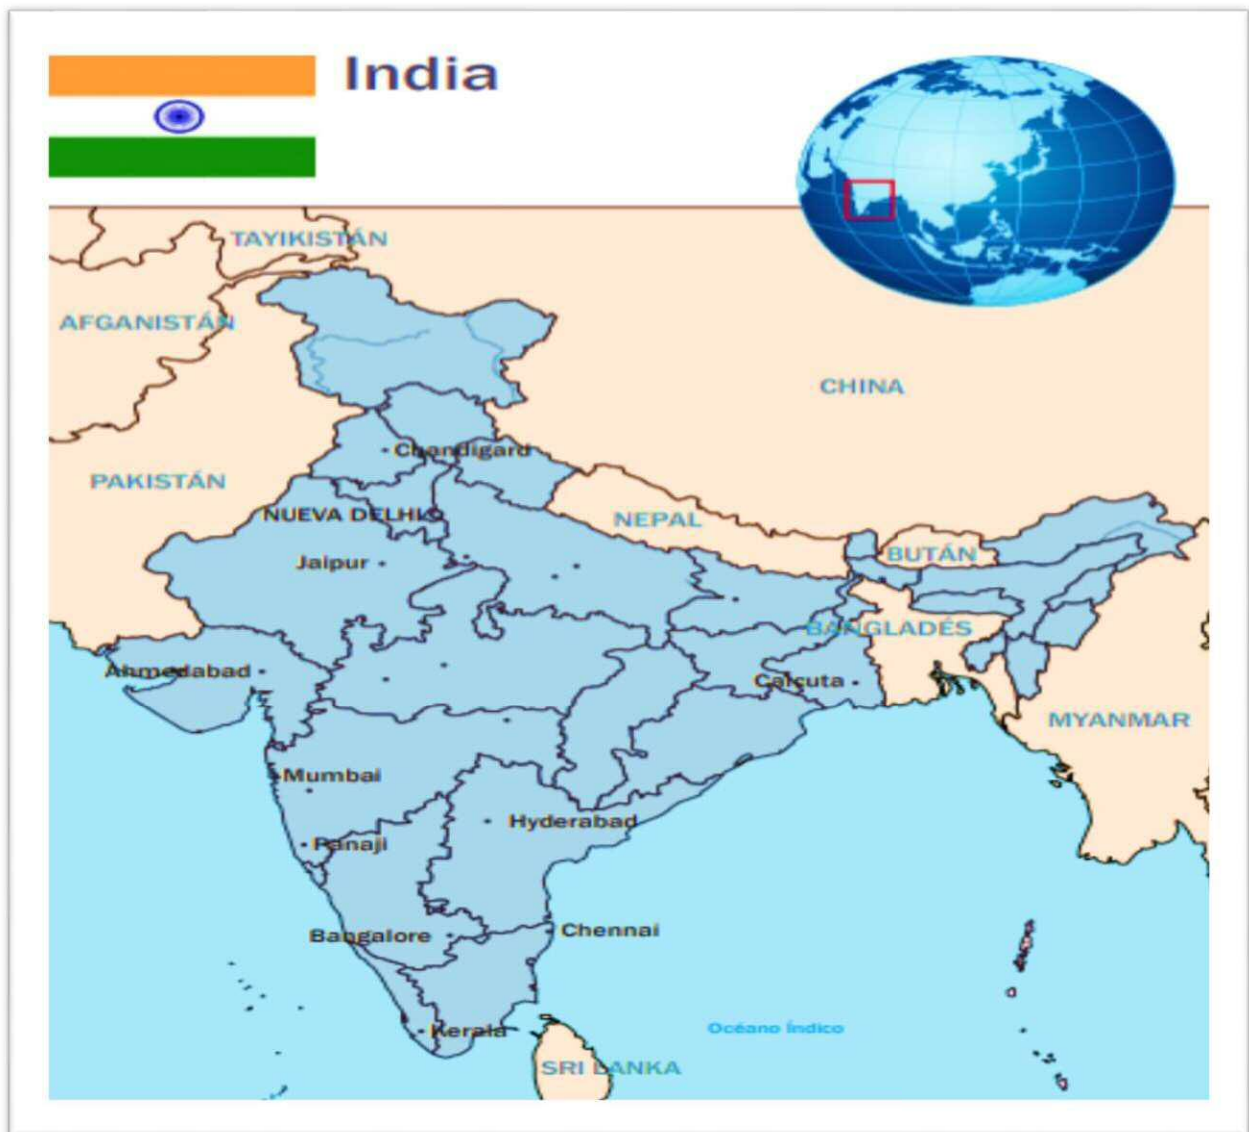 India
TAYIKISTÁN
AFGANISTÁN
CHINA
Chandigard
PAKISTÁN
NUEVA DELHI
NEPAL
BUTÁN
Jaipur
BANGLADÉS
Ahmedabad
Calcuta
MYANMAR
Mumbai
Hyderabad
Panaji
Chennai
Bangalore
Kerala
Océano Índico
SRI LANKA